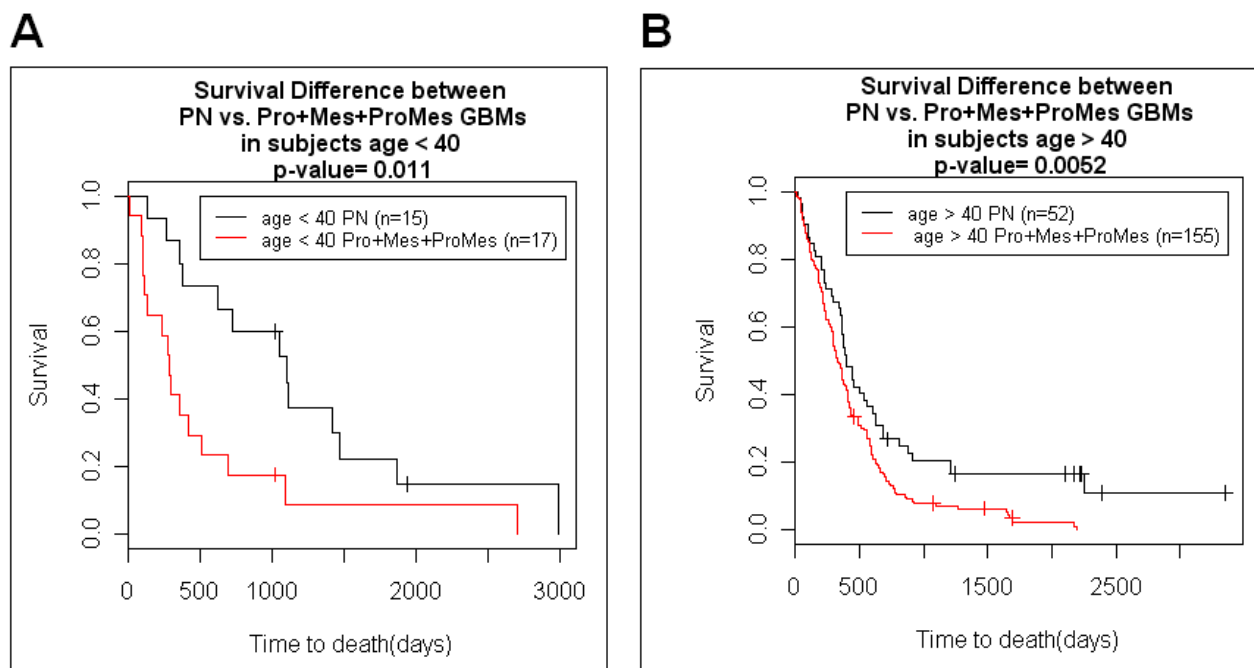 A
Survival Difference between
PN vs. Pro+Mes+ProMes GBMs
in subjects age < 40
p-value= 0.011
age < 40 PN (n=15)
age < 40 Pro+Mes+ProMes (n=17)
Survival
1.0
0.8
0.6
0.4
0.2
0.0
0 500 1000 2000 3000
Time to death(days)
B
Survival Difference between
PN vs. Pro+Mes+ProMes GBMs
in subjects age > 40
p-value= 0.0052
age > 40 PN (n=52)
age > 40 Pro+Mes+ProMes (n=155)
Survival
1.0
0.8
0.6
0.4
0.2
0.0
0 500 1500 2500
Time to death(days)